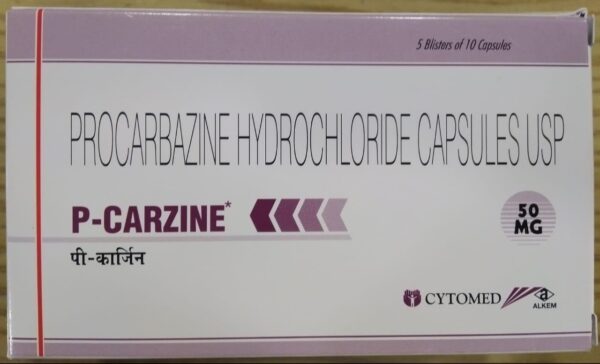 5 Blisters of 10 Capsules
PROCARBAZINE HYDROCHLORIDE CAPSULES USP
P-CARZINE*
पी-कार्जिन
50
MG
CYTOMED
ALKEM